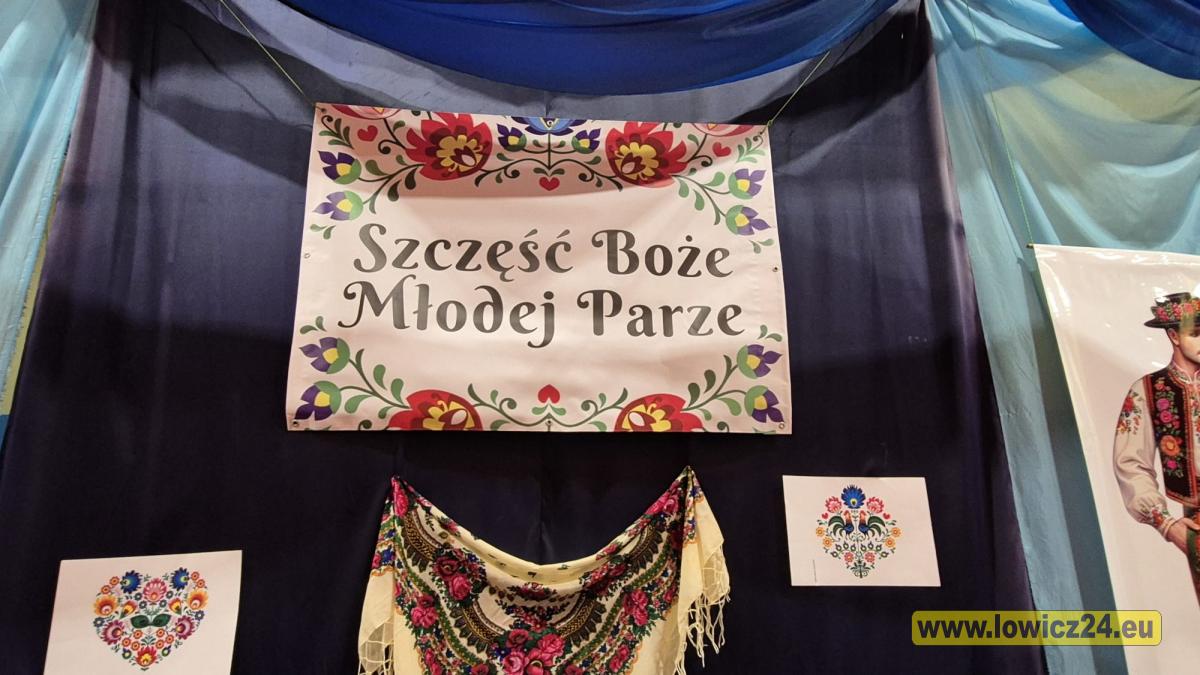 Szczęść Boże
Młodej Parze
www.lowicz24.eu